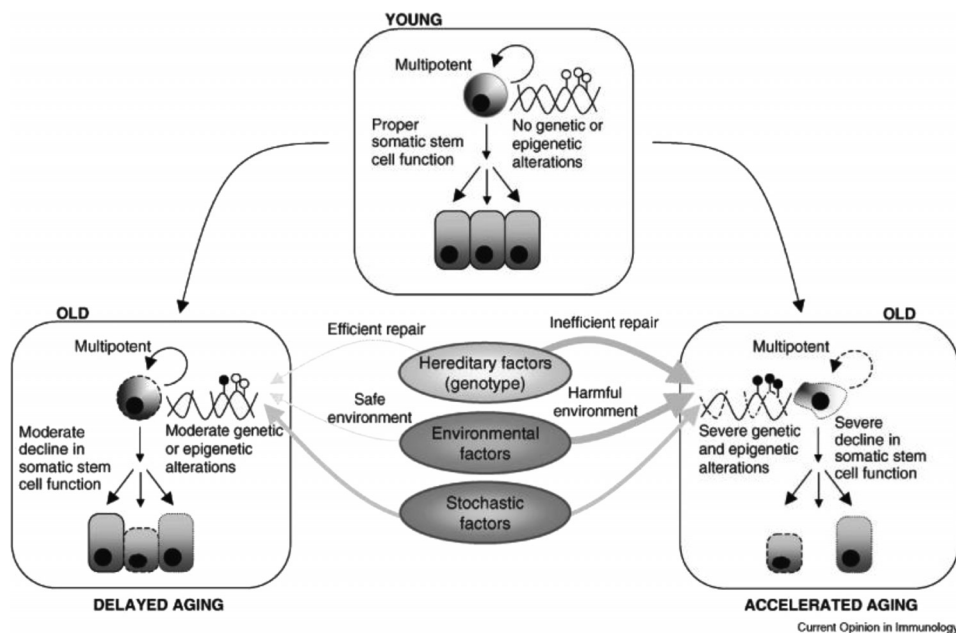 YOUNG
Multipotent
Proper
somatic stem
cell function
No genetic or
epigenetic
alterations
OLD
Multipotent
Moderate
decline in
somatic stem
cell function
Moderate genetic
or epigenetic
alterations
DELAYED AGING
Efficient repair
Inefficient repair
Hereditary factors
(genotype)
Safe
environment
Harmful
environment
Environmental
factors
Stochastic
factors
OLD
Multipotent
Severe genetic
and epigenetic
alterations
Severe
decline in
somatic stem
cell function
ACCELERATED AGING
Current Opinion in Immunology